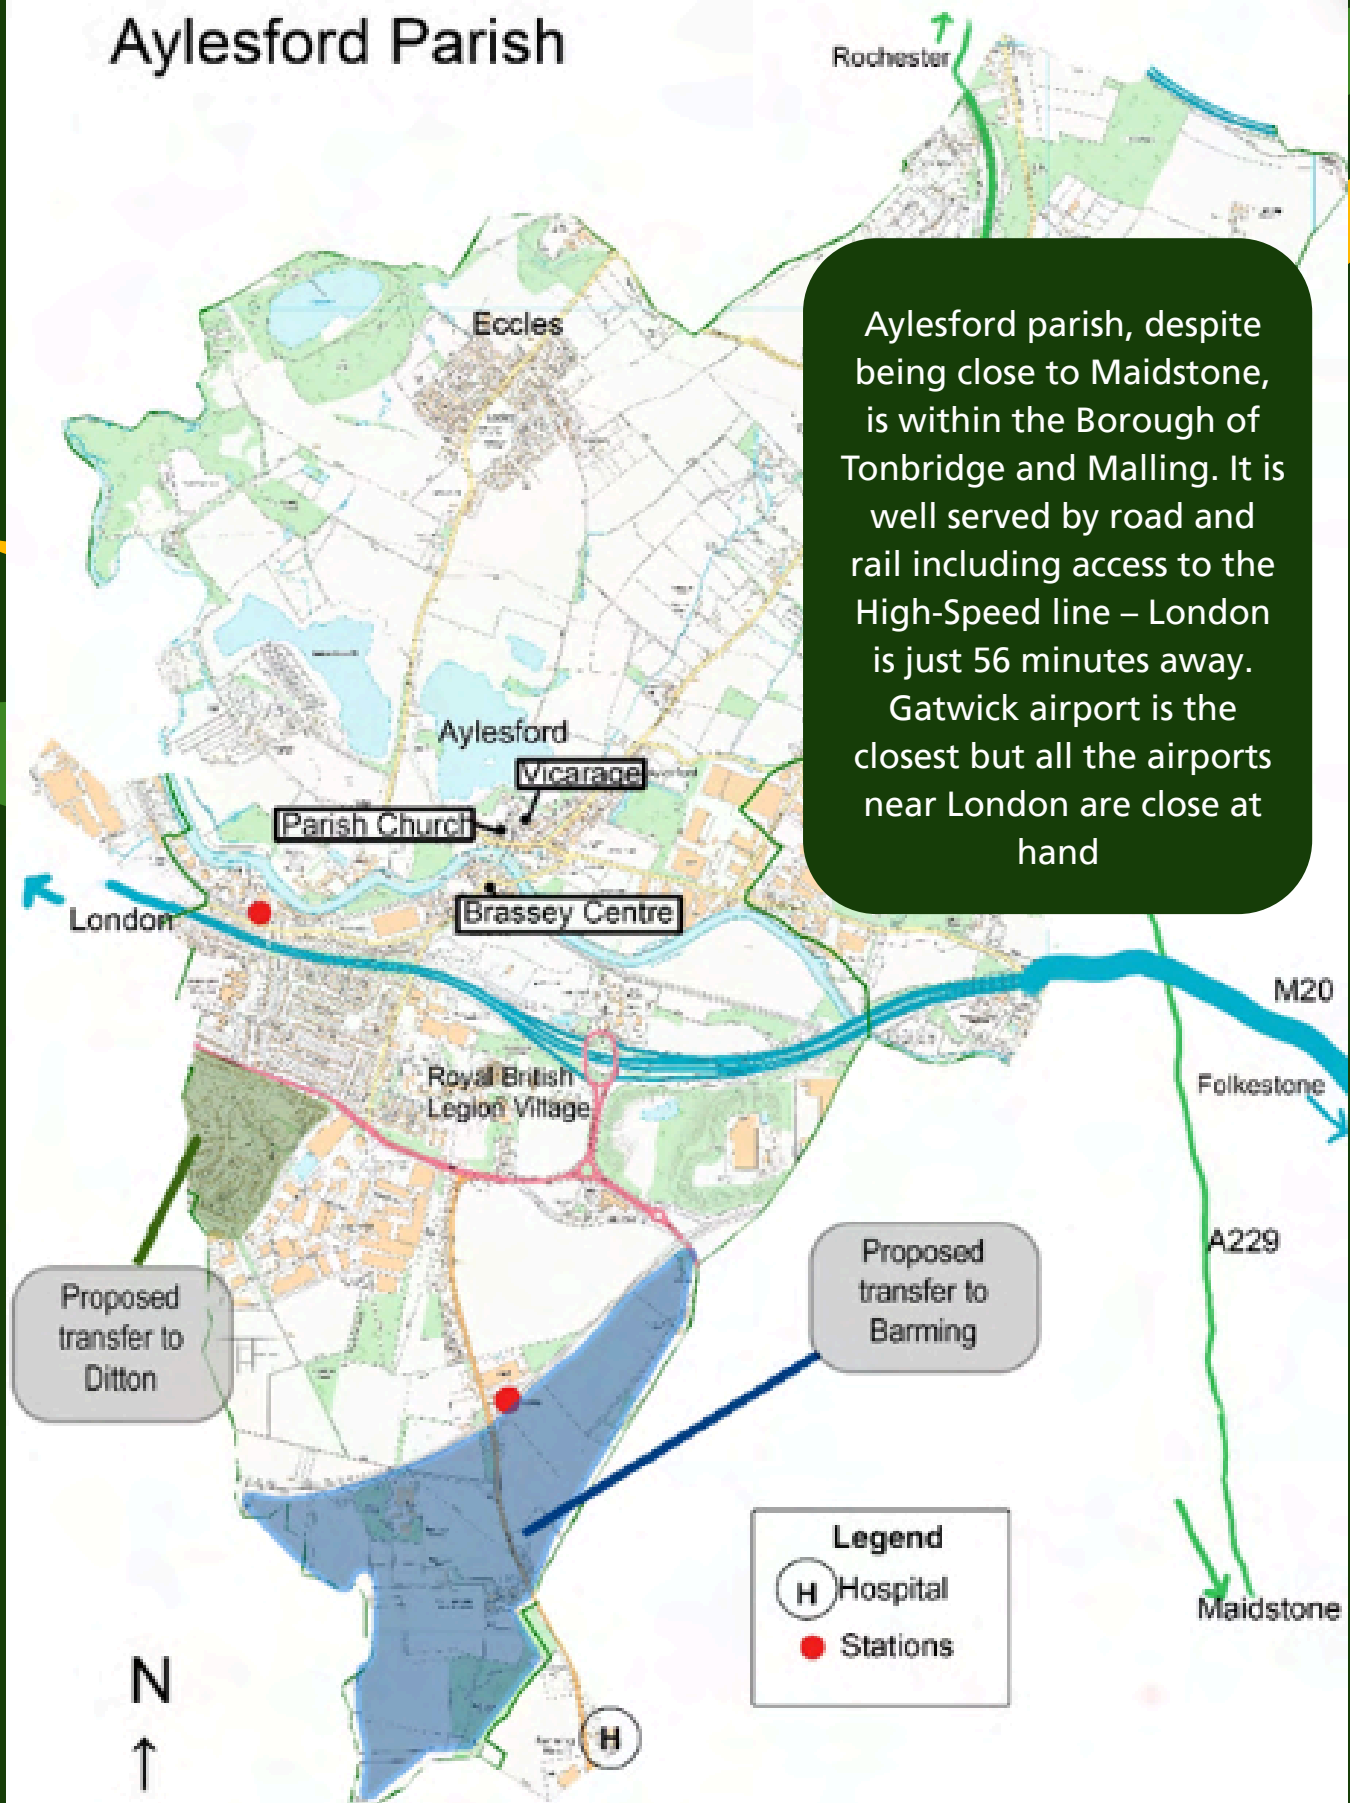 Aylesford Parish
Rochester
Eccles
Aylesford parish, despite
being close to Maidstone,
is within the Borough of
Tonbridge and Malling. It is
well served by road and
rail including access to the
High-Speed line – London
is just 56 minutes away.
Gatwick airport is the
closest but all the airports
near London are close at
hand
Aylesford
Vicarage
Parish Church
Brassey Centre
London
M20
Royal British
Legion Village
Folkestone
A229
Proposed
transfer to
Barming
Proposed
transfer to
Ditton
Legend
H Hospital
Stations
Maidstone
N
H